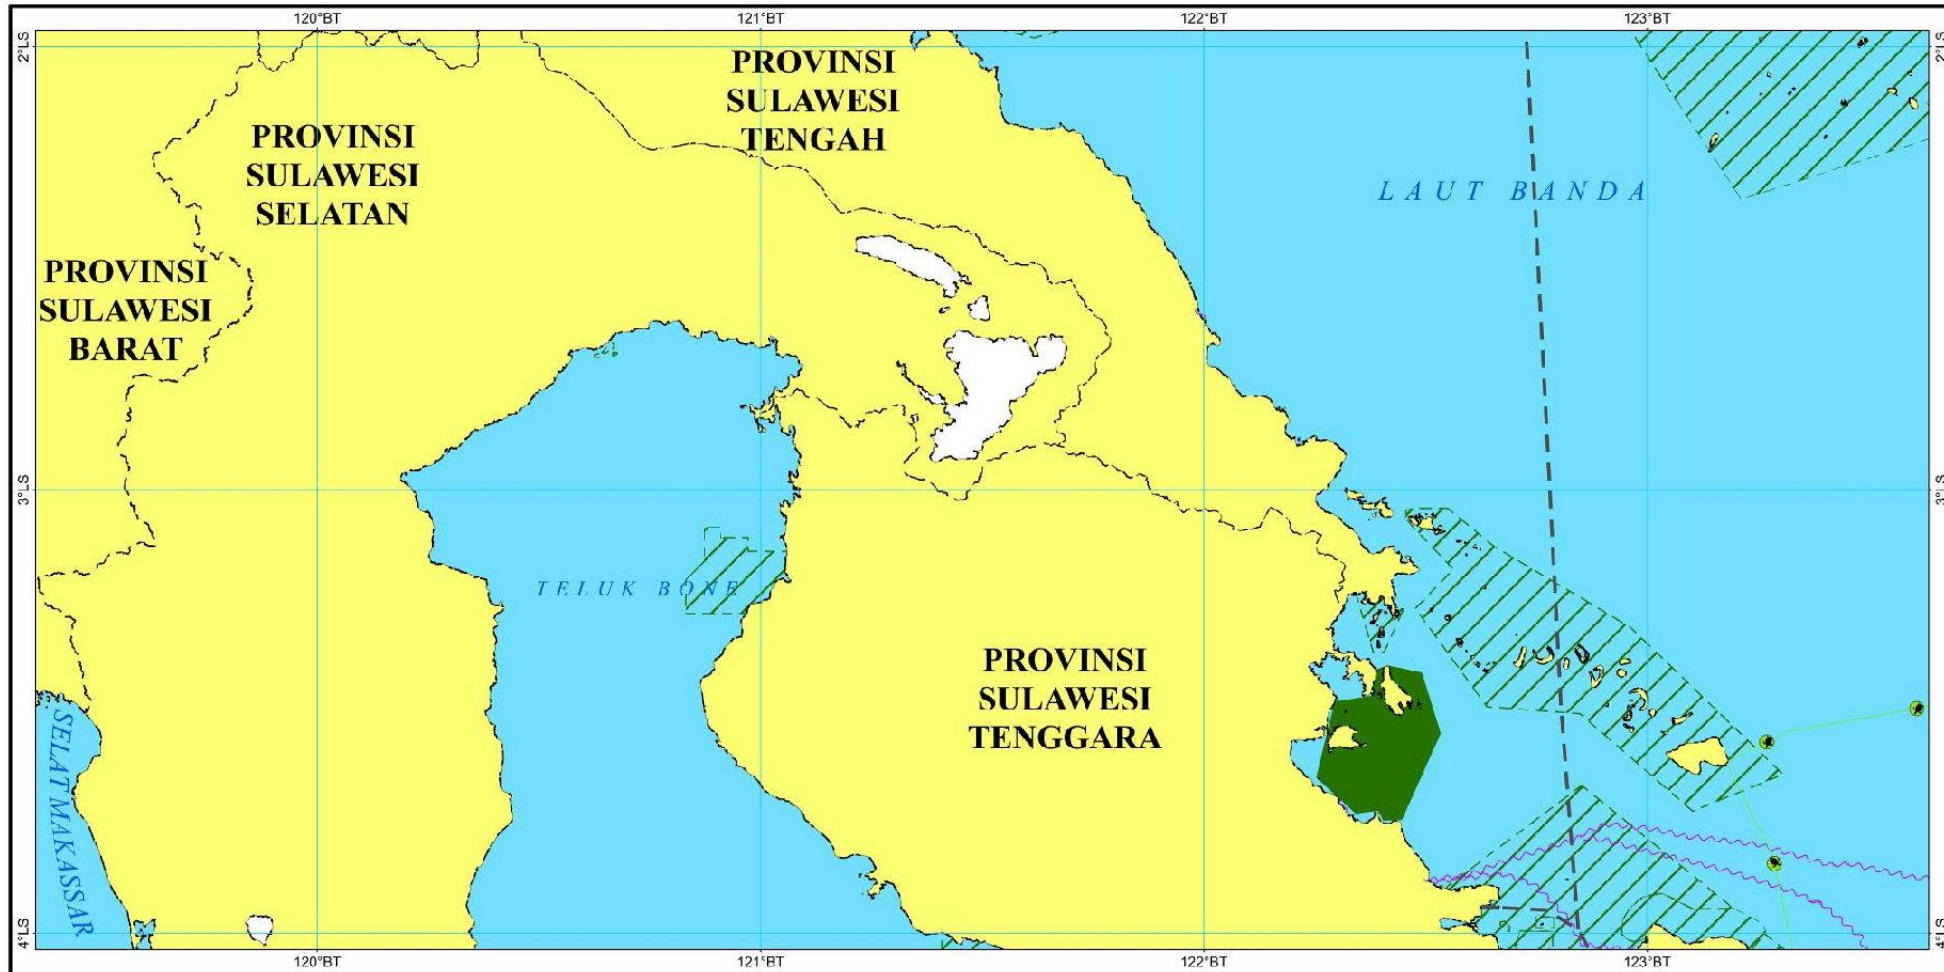 120°BT
121°BT
122°BT
123°BT
2°LS
2°LS
PROVINSI
SULAWESI
TENGAH
PROVINSI
SULAWESI
SELATAN
LAUT BANDA
PROVINSI
SULAWESI
BARAT
3°LS
3°LS
TELUK BONE
PROVINSI
SULAWESI
TENGGARA
SELAT MAKASSAR
4°LS
4°LS
120°BT
121°BT
122°BT
123°BT